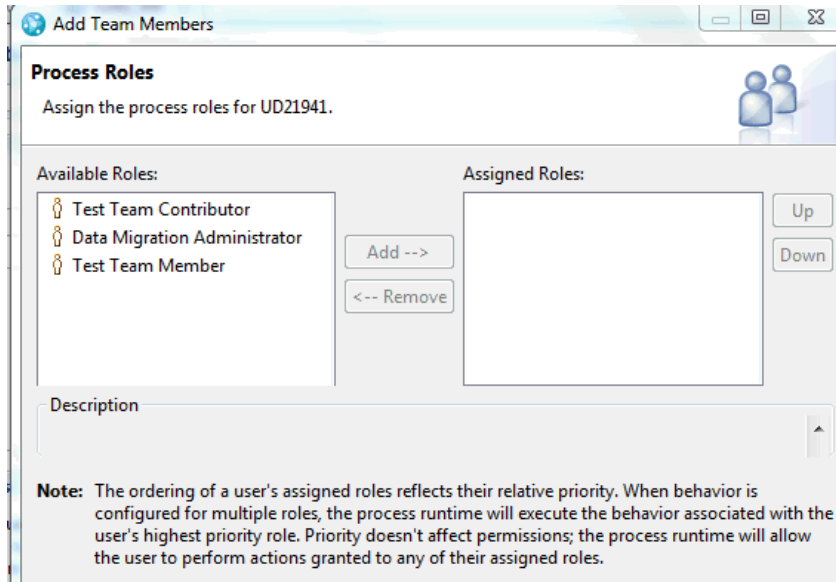 Add Team Members
Process Roles
Assign the process roles for UD21941.
Available Roles:
Assigned Roles:
Test Team Contributor
Data Migration Administrator
Test Team Member
Add -->
<-- Remove
Up
Down
Description
Note: The ordering of a user's assigned roles reflects their relative priority. When behavior is
configured for multiple roles, the process runtime will execute the behavior associated with the
user's highest priority role. Priority doesn't affect permissions; the process runtime will allow
the user to perform actions granted to any of their assigned roles.